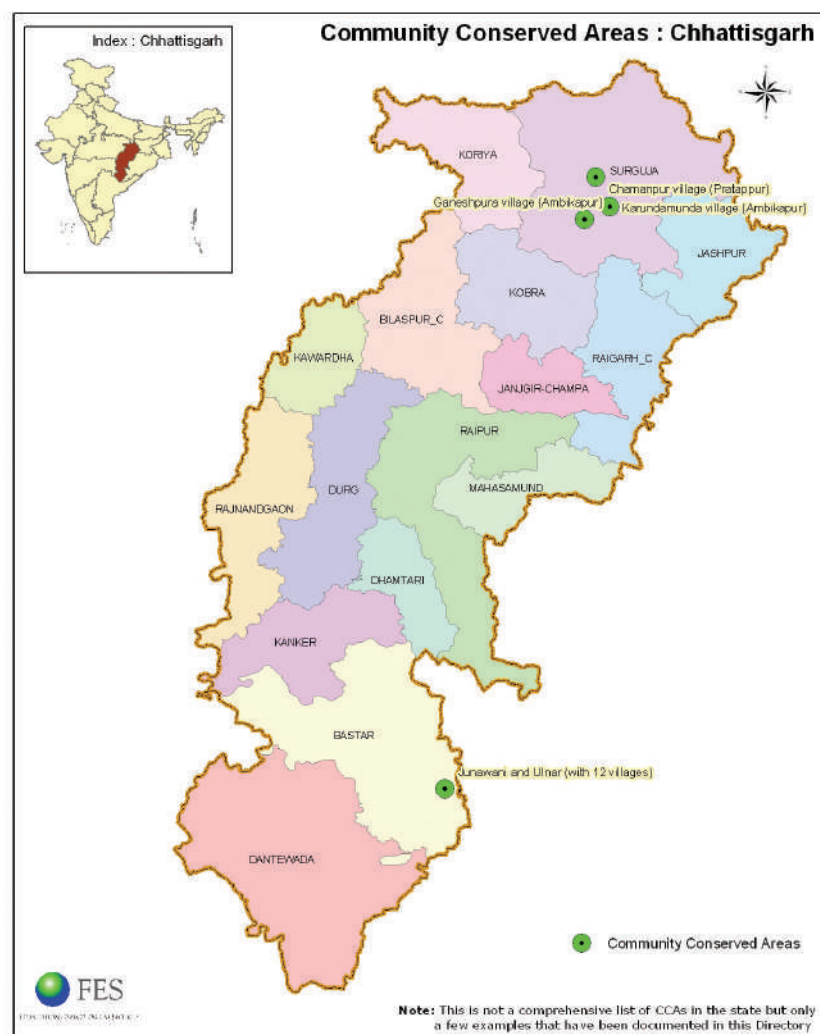 Community Conserved Areas : Chhattisgarh
Index : Chhattisgarh
KORIYA
SURGUJA
Chamanpur village (Pratappur)
Ganeshpura village (Ambikapur)
Karundamunda village (Ambikapur)
JASHPUR
KOBRA
BILASPUR_C
KAWARDHA
RAIGARH_C
JANJGIR-CHAMPA
RAIPUR
MAHASAMUND
DURG
RAJNANDGAON
DHAMTARI
KANKER
BASTAR
Junawani and Ulnar (with 12 villages)
DANTEWADA
Community Conserved Areas
FES
Note: This is not a comprehensive list of CCAs in the state but only
a few examples that have been documented in this Directory